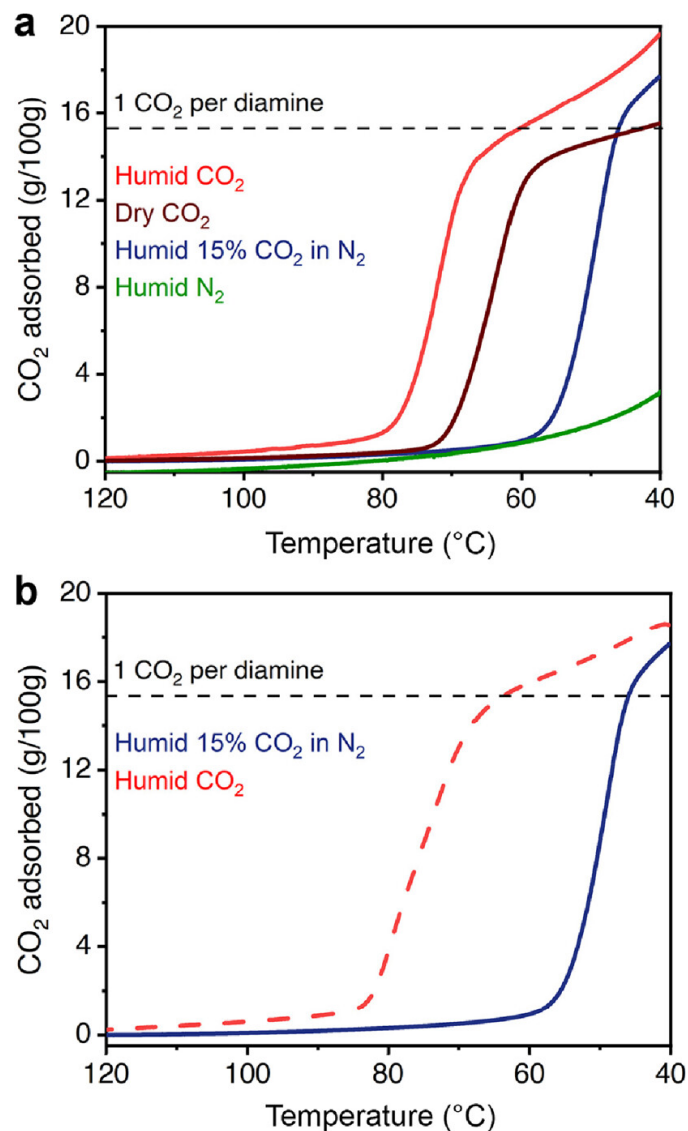 a
20
16
12
8
4
0
CO₂ adsorbed (g/100g)
1 CO₂ per diamine
Humid CO₂
Dry CO₂
Humid 15% CO₂ in N₂
Humid N₂
120 100 80 60 40
Temperature (°C)
b
20
16
12
8
4
0
CO₂ adsorbed (g/100g)
1 CO₂ per diamine
Humid 15% CO₂ in N₂
Humid CO₂
120 100 80 60 40
Temperature (°C)